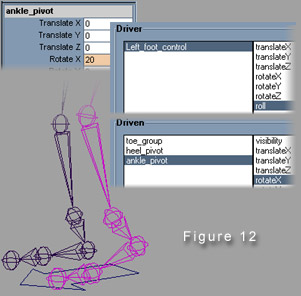 ankle_pivot
Translate X 0
Translate Y 0
Translate Z 0
Rotate X 20
Driver
Left_foot_control
translateX
translateY
translateZ
rotateX
rotateY
rotateZ
roll
Driven
toe_group
heel_pivot
ankle_pivot
visibility
translateX
translateY
translateZ
rotateX
Figure 12